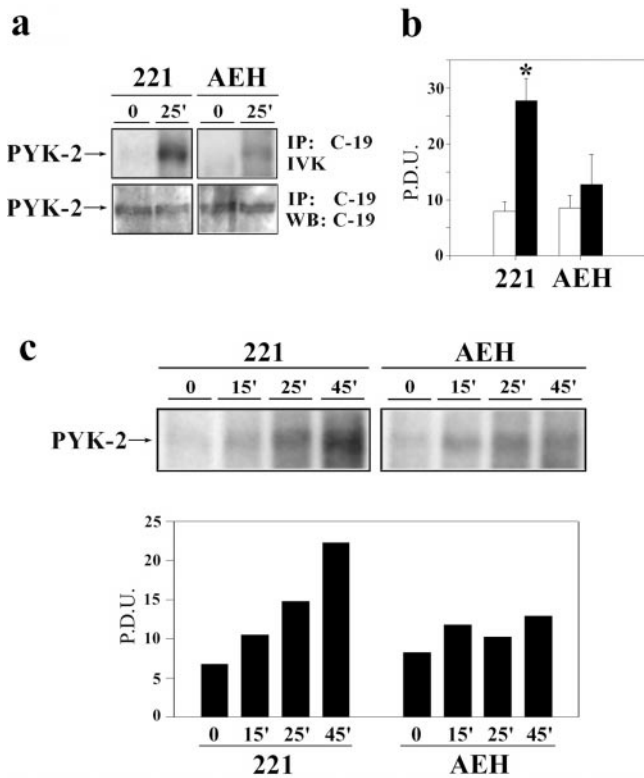 a
221 AEH
0 25' 0 25'
PYK-2→ IP: C-19
IVK
PYK-2→ IP: C-19
WB: C-19
b
P.D.U.
30
20
10
0
*
221 AEH
c
221 AEH
0 15' 25' 45' 0 15' 25' 45'
PYK-2→
P.D.U.
25
20
15
10
5
0
0 15' 25' 45' 0 15' 25' 45'
221 AEH